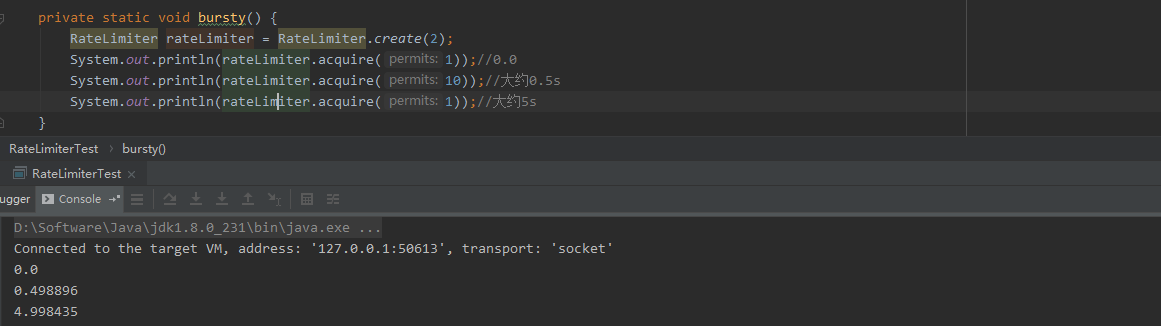 private static void bursty() {
RateLimiter rateLimiter = RateLimiter.create(2);
System.out.println(rateLimiter.acquire( permits: 1));//0.0
System.out.println(rateLimiter.acquire( permits: 10));//大约0.5s
System.out.println(rateLimiter.acquire( permits: 1));//大约5s
}
RateLimiterTest › bursty()
RateLimiterTest ×
ugger Console
D:\Software\Java\jdk1.8.0_231\bin\java.exe ...
Connected to the target VM, address: '127.0.0.1:50613', transport: 'socket'
0.0
0.498896
4.998435